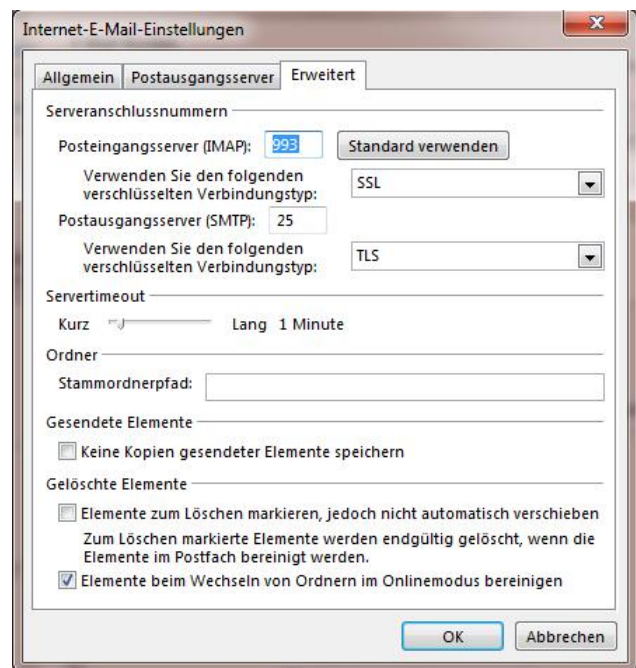 Internet-E-Mail-Einstellungen
Allgemein Postausgangsserver Erweitert
Serveranschlussnummern
Posteingangsserver (IMAP): 993 Standard verwenden
Verwenden Sie den folgenden
verschlüsselten Verbindungstyp: SSL
Postausgangsserver (SMTP): 25
Verwenden Sie den folgenden
verschlüsselten Verbindungstyp: TLS
Servertimeout
Kurz Lang 1 Minute
Ordner
Stammordnerpfad:
Gesendete Elemente
Keine Kopien gesendeter Elemente speichern
Gelöschte Elemente
Elemente zum Löschen markieren, jedoch nicht automatisch verschieben
Zum Löschen markierte Elemente werden endgültig gelöscht, wenn die
Elemente im Postfach bereinigt werden.
Elemente beim Wechseln von Ordnern im Onlinemodus bereinigen
OK Abbrechen